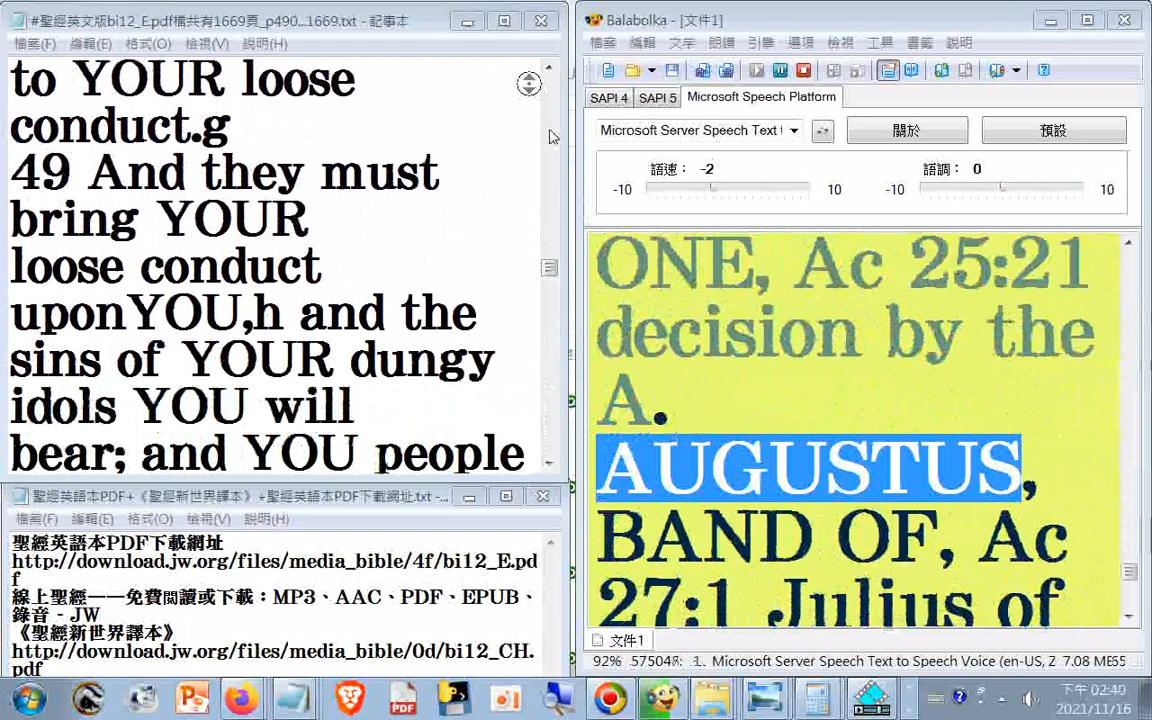 #聖經英文版bi12_E.pdf檔共有1669頁_p490...1669.txt - 記事本
檔案(F) 編輯(E) 格式(O) 檢視(V) 說明(H)
to YOUR loose
conduct.g
49 And they must
bring YOUR
loose conduct
uponYOU,h and the
sins of YOUR dungy
idols YOU will
bear; and YOU people
聖經英語本PDF+《聖經新世界譯本》+聖經英語本PDF下載網址.txt - ...
檔案(F) 編輯(E) 格式(O) 檢視(V) 說明(H)
聖經英語本PDF下載網址
http://download.jw.org/files/media_bible/4f/bi12_E.pd
f
線上聖經——免費閱讀或下載：MP3、AAC、PDF、EPUB、
錄音 - JW
《聖經新世界譯本》
http://download.jw.org/files/media_bible/0d/bi12_CH.
pdf
Balabolka - [文件1]
檔案 編輯 文字 朗讀 引擎 選項 檢視 工具 書籤 說明
SAPI 4 SAPI 5 Microsoft Speech Platform
Microsoft Server Speech Text 關於 預設
語速： -2 語調： 0
-10 10 -10 10
ONE, Ac 25:21
decision by the
A.
AUGUSTUS,
BAND OF, Ac
27:1 Julius of
文件1
92% Microsoft Server Speech Text to Speech Voice (en-US, Z 7.08 ME
下午 02:40
2021/11/16